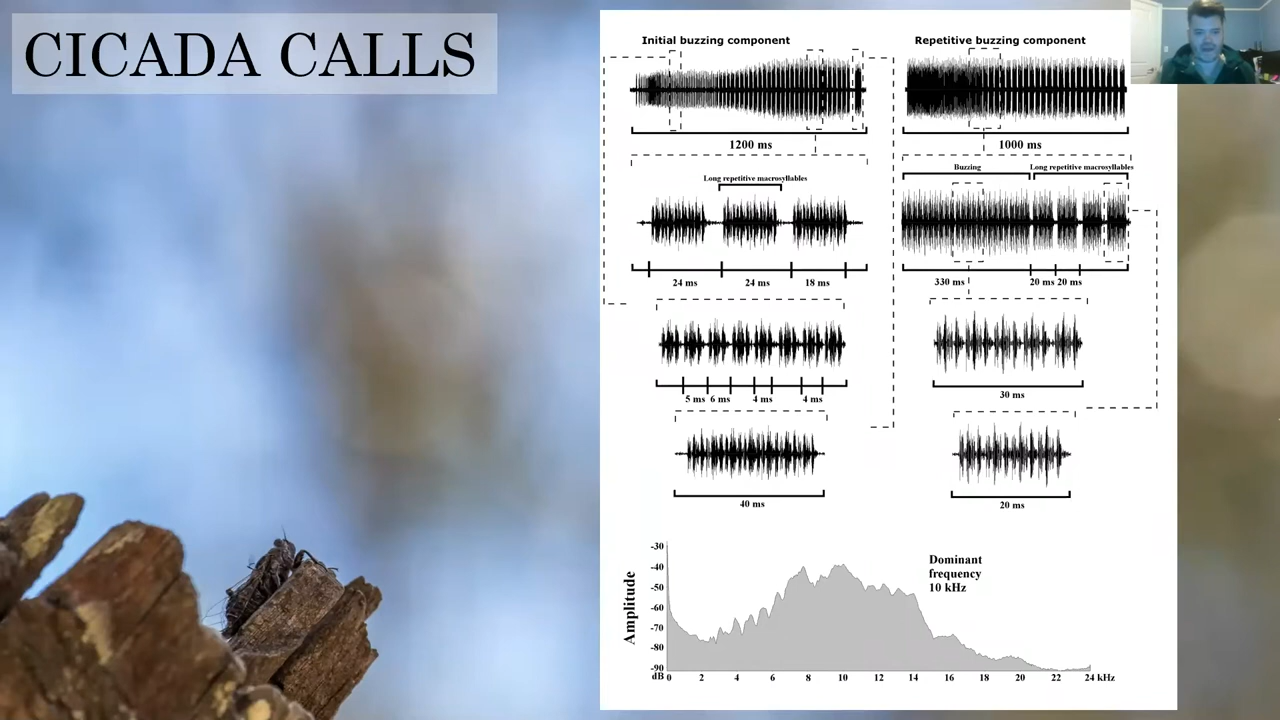 CICADA CALLS
Initial buzzing component
Repetitive buzzing component
1200 ms
1000 ms
Long repetitive macrosyllables
Buzzing
Long repetitive macrosyllables
24 ms
24 ms
18 ms
330 ms
20 ms
20 ms
5 ms
6 ms
4 ms
4 ms
30 ms
40 ms
20 ms
Amplitude
-30
-40
-50
-60
-70
-80
-90
dB
0
2
4
6
8
10
12
14
16
18
20
22
24 kHz
Dominant
frequency
10 kHz